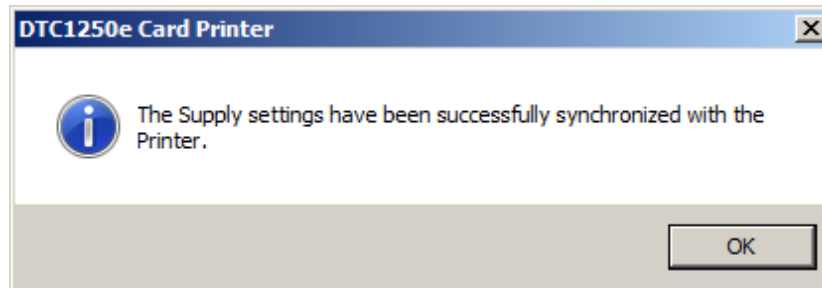 DTC1250e Card Printer
The Supply settings have been successfully synchronized with the
Printer.
OK